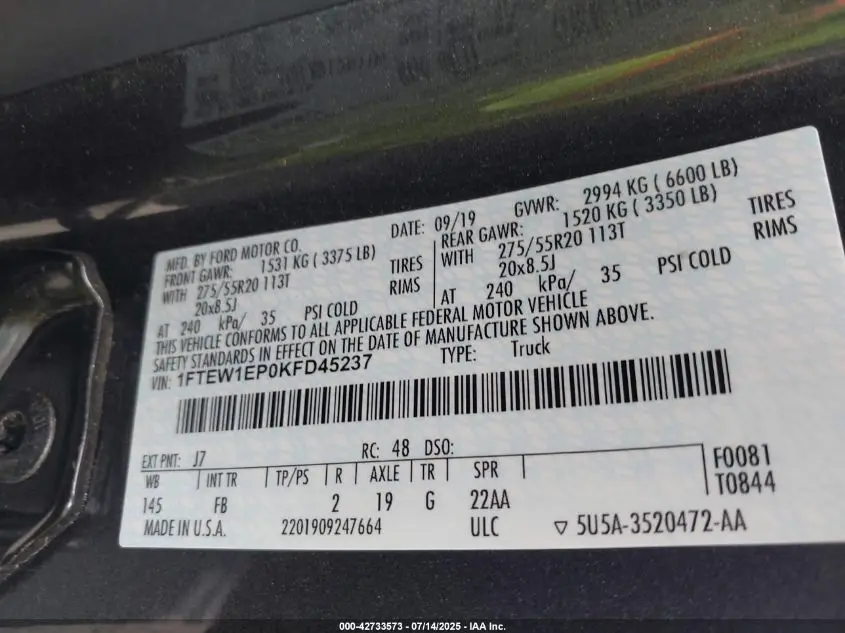 MFD. BY FORD MOTOR CO. DATE: 09/19 GVWR: 2994 KG ( 6600 LB)
FRONT GAWR: 1531 KG ( 3375 LB) REAR GAWR: 1520 KG ( 3350 LB)
WITH 275/55R20 113T TIRES WITH 275/55R20 113T TIRES
20x8.5J RIMS 20x8.5J RIMS
AT 240 kPa/ 35 PSI COLD AT 240 kPa/ 35 PSI COLD
THIS VEHICLE CONFORMS TO ALL APPLICABLE FEDERAL MOTOR VEHICLE
SAFETY STANDARDS IN EFFECT ON THE DATE OF MANUFACTURE SHOWN ABOVE.
VIN: 1FTEW1EP0KFD45237 TYPE: Truck
EXT PNT: J7 RC: 48 DSO: F0081
WB INT TR TP/PS R AXLE TR SPR T0844
145 FB 2 19 G 22AA
MADE IN U.S.A. 2201909247664 ULC ▽ 5U5A-3520472-AA
000-42733573 - 07/14/2025 - IAA Inc.